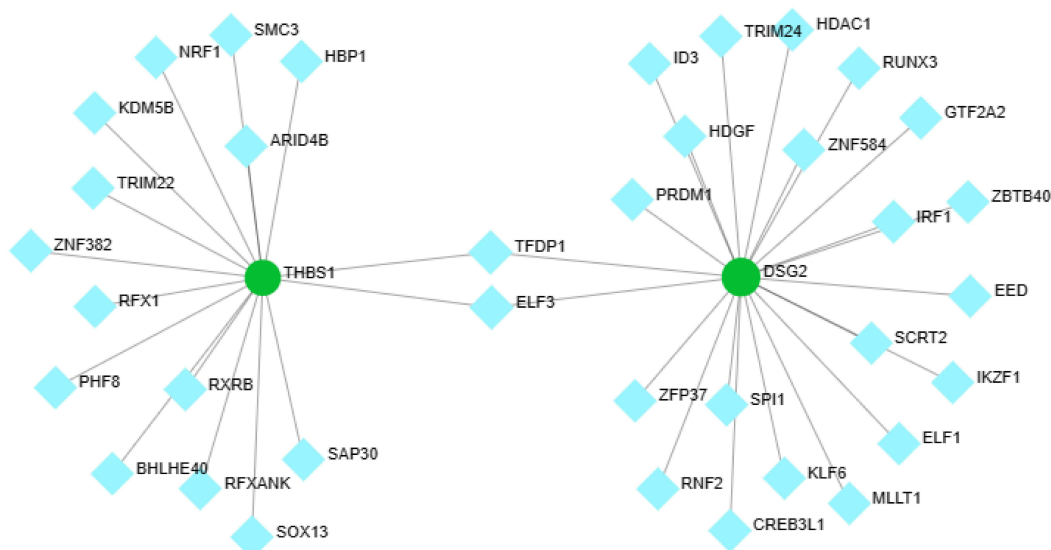 SMC3
NRF1
HBP1
KDM5B
ARID4B
TRIM22
ZNF382
THBS1
RFX1
PHF8
RXRB
BHLHE40
RFXANK
SAP30
SOX13
TFDP1
ELF3
TRIM24
HDAC1
ID3
RUNX3
GTF2A2
HDGF
ZNF584
PRDM1
ZBTB40
IRF1
DSG2
EED
SCRT2
IKZF1
ZFP37
SPI1
ELF1
RNF2
KLF6
MLLT1
CREB3L1